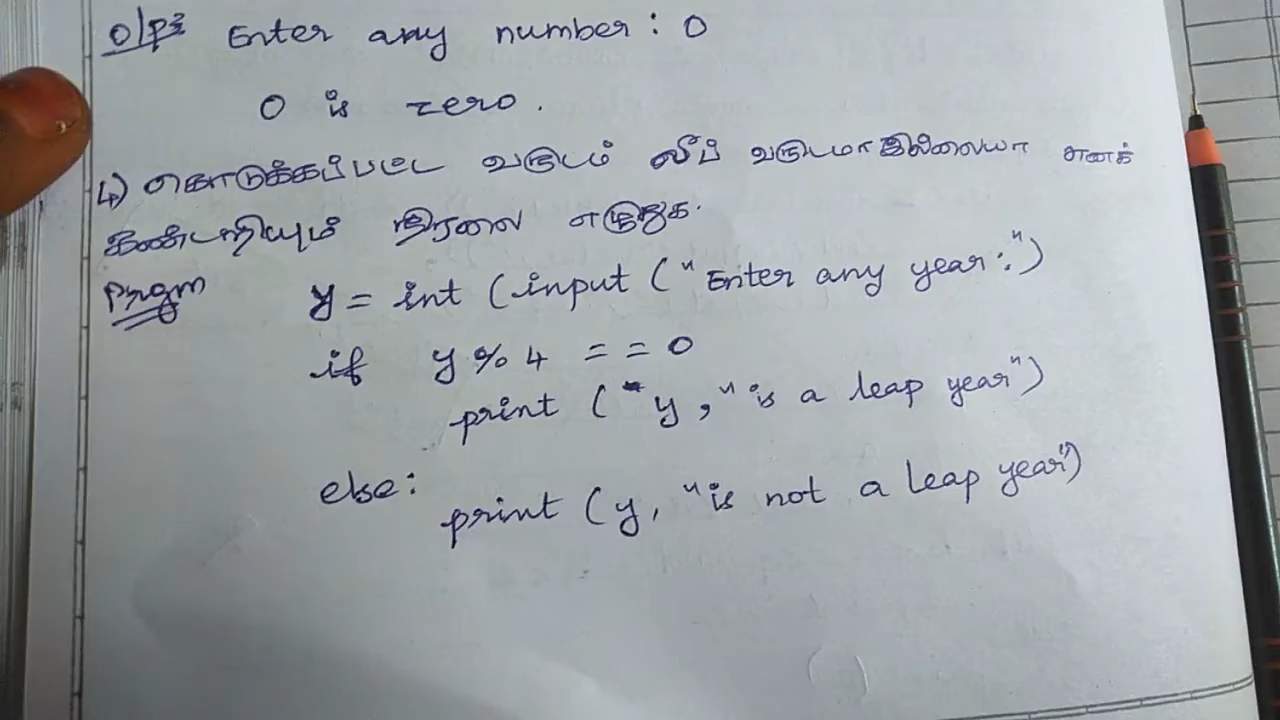 o/p: Enter any number : 0
0 is zero.
4) கொடுக்கப்பட்ட வருடம் லீப் வருடமா இல்லையா எனக்
கண்டறியும் நிரலை எழுதுக.
Prgm y = int (input ("Enter any year:")
if y % 4 = = 0
print ( y, "is a leap year")
else:
print (y, "is not a leap year")